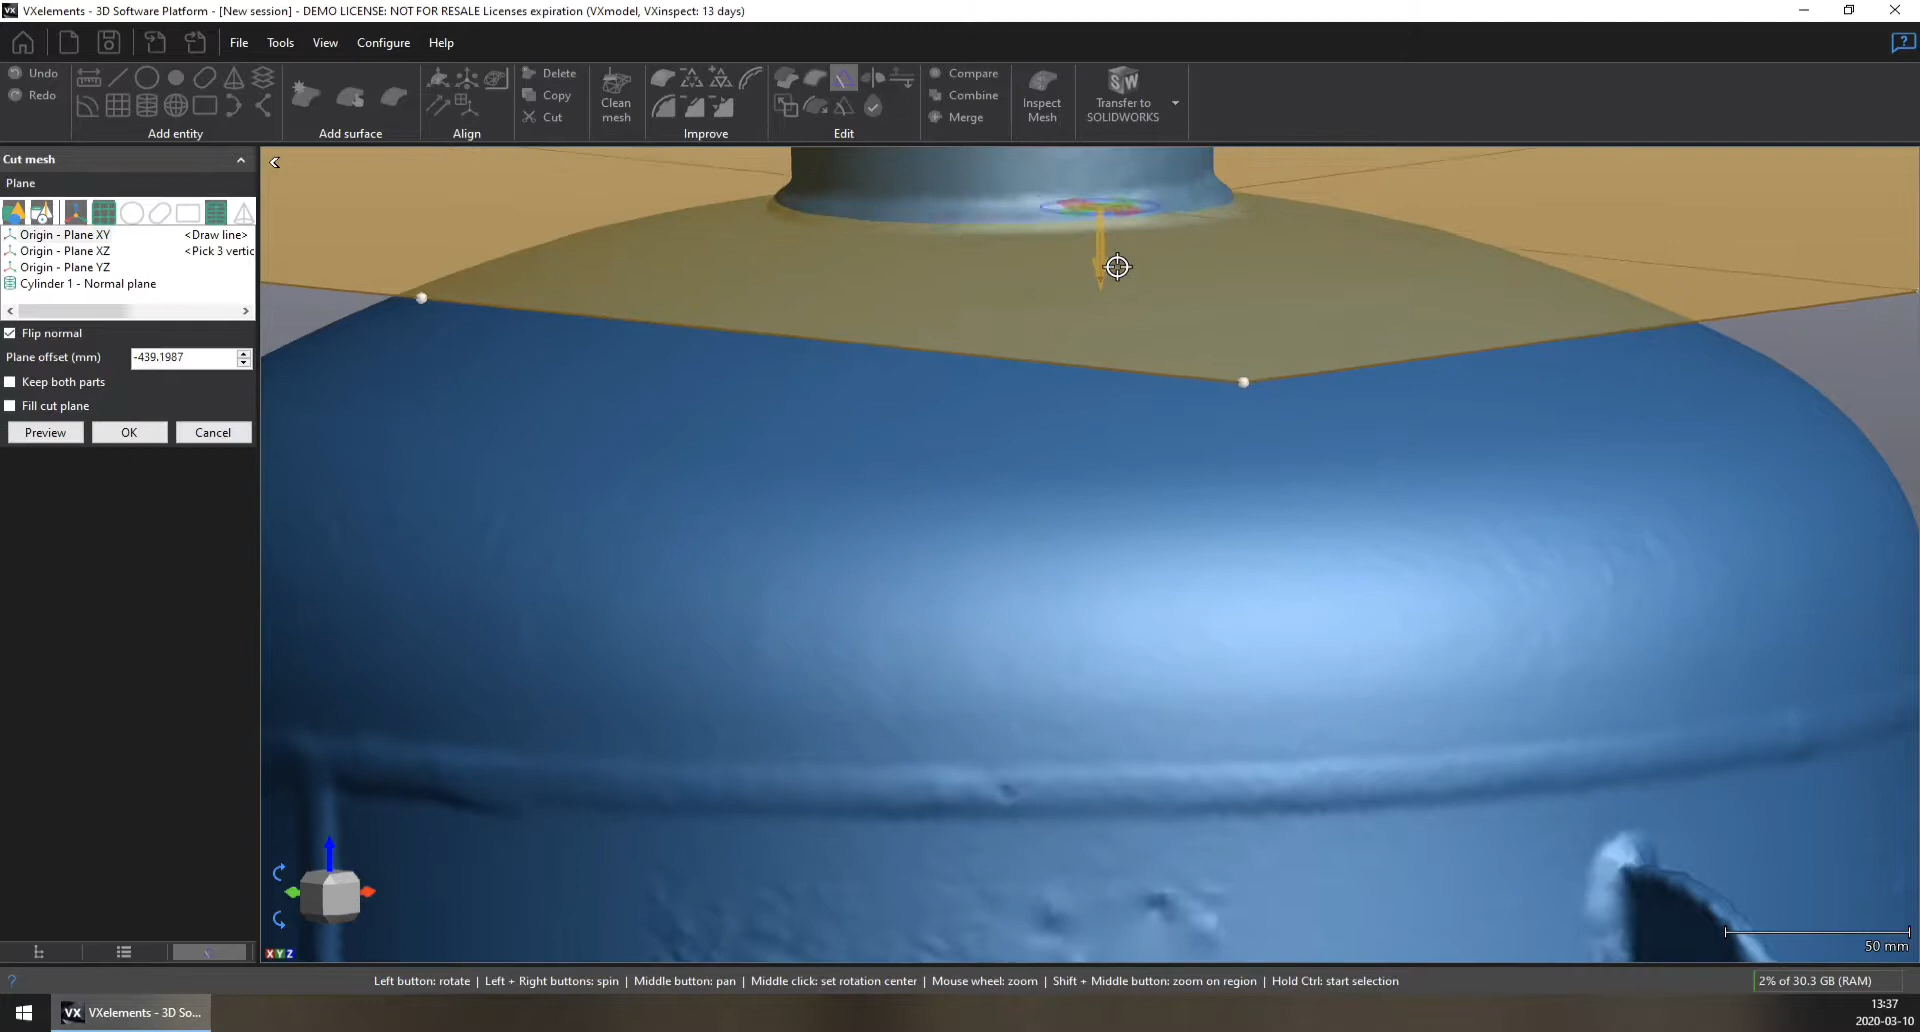 VXelements - 3D Software Platform - [New session] - DEMO LICENSE: NOT FOR RESALE Licenses expiration (VXmodel, VXinspect: 13 days)
File Tools View Configure Help
Undo
Redo
Add entity
Add surface
Align
Delete
Copy
Cut
Clean
mesh
Improve
Edit
Compare
Combine
Merge
Inspect
Mesh
SW
Transfer to
SOLIDWORKS
Cut mesh
Plane
Origin - Plane XY <Draw line>
Origin - Plane XZ <Pick 3 vertic
Origin - Plane YZ
Cylinder 1 - Normal plane
Flip normal
Plane offset (mm) -439.1987
Keep both parts
Fill cut plane
Preview OK Cancel
X Y Z
50 mm
Left button: rotate | Left + Right buttons: spin | Middle button: pan | Middle click: set rotation center | Mouse wheel: zoom | Shift + Middle button: zoom on region | Hold Ctrl: start selection
2% of 30.3 GB (RAM)
VX VXelements - 3D So...
13:37
2020-03-10